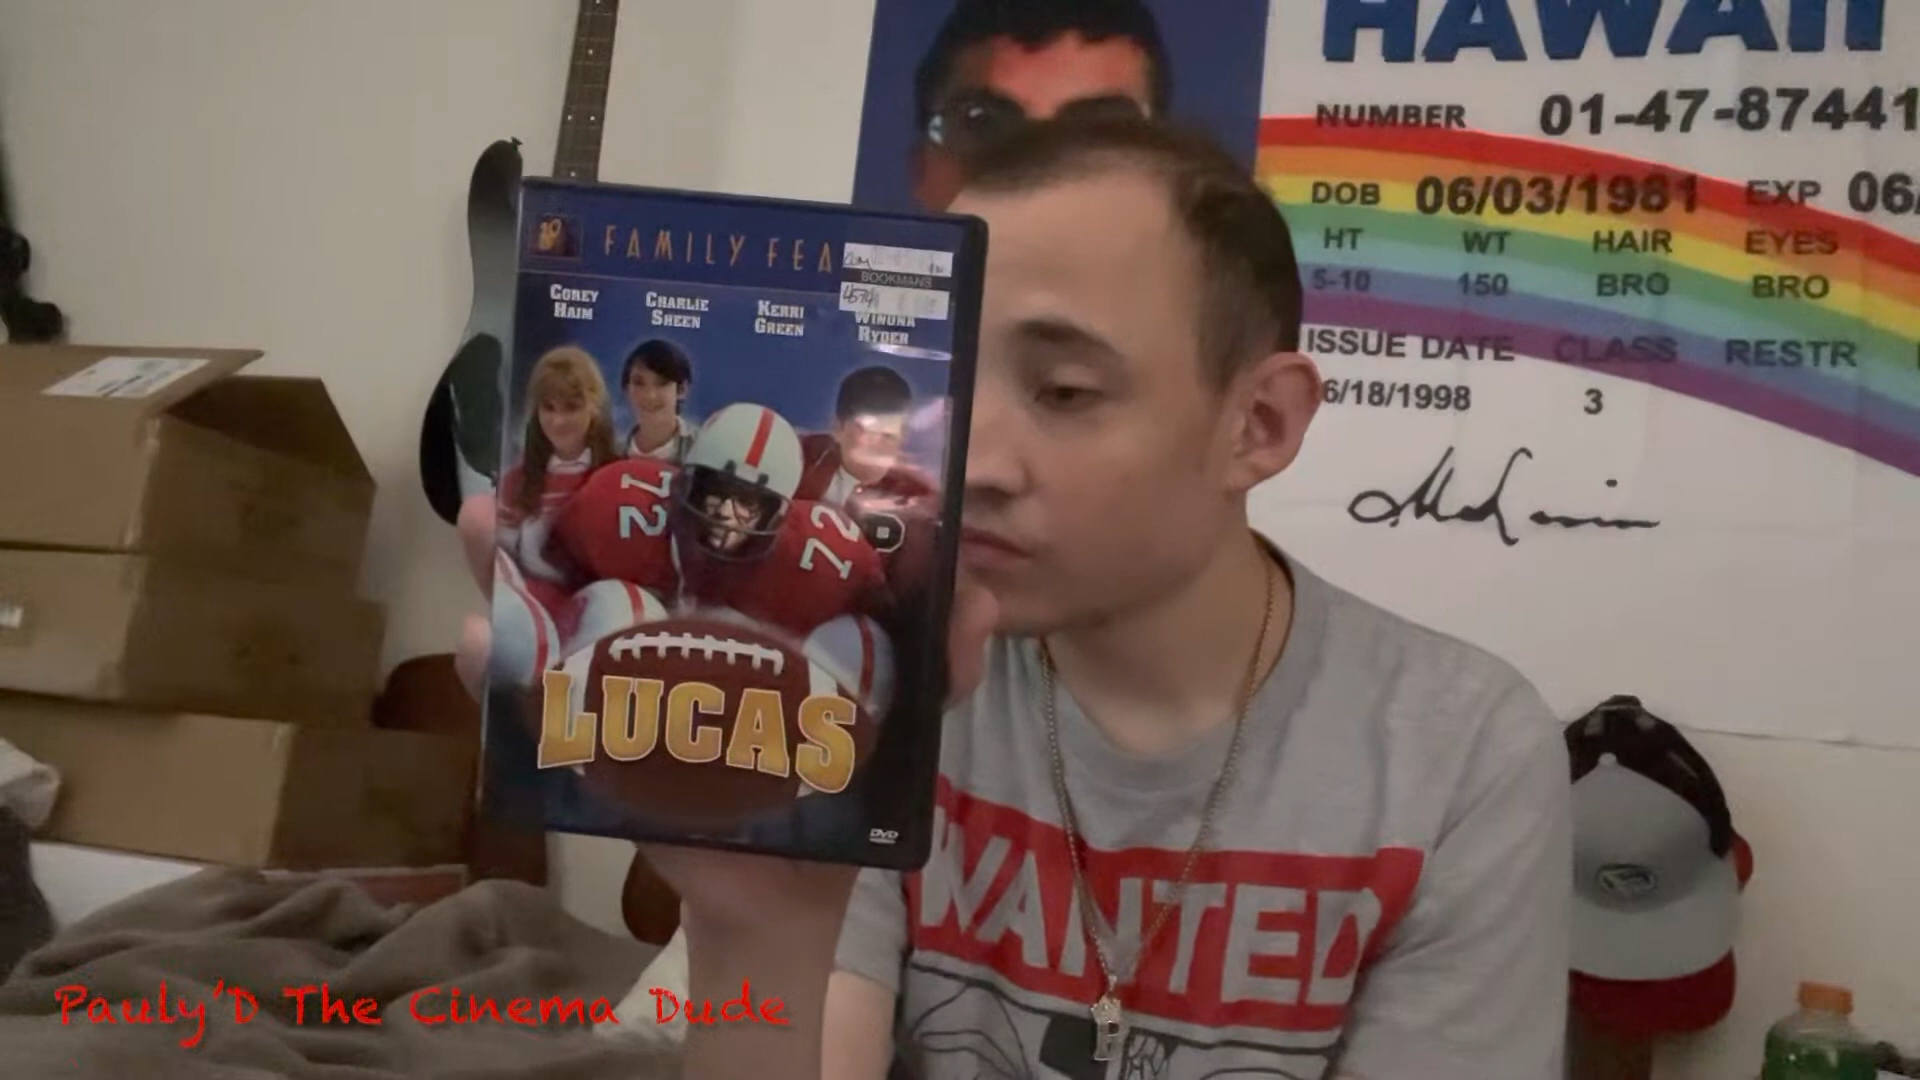 HAWAII
NUMBER 01-47-87441
DOB 06/03/1981 EXP 06/
HT WT HAIR EYES
5-10 150 BRO BRO
ISSUE DATE CLASS RESTR
6/18/1998 3
FAMILY FEA
BOOKMANS
COREY HAIM
CHARLIE SHEEN
KERRI GREEN
WINONA RYDER
72
72
LUCAS
DVD
WANTED
Pauly'D The Cinema Dude